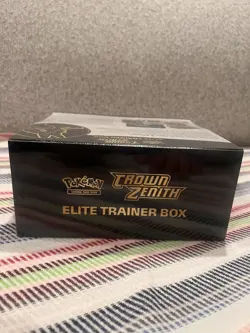 Pokémon
CROWN
ZENITH
ELITE TRAINER BOX